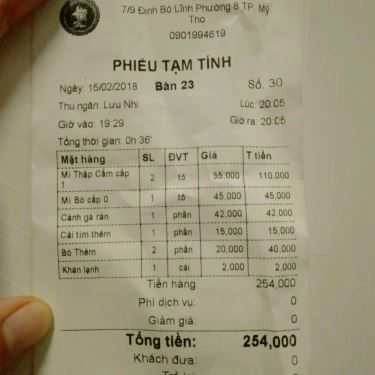 7/9 Đinh Bộ Lĩnh Phường 8 TP. Mỹ
Tho
0901994619
PHIẾU TẠM TÍNH
Ngày: 15/02/2018 Bàn 23 Số: 30
Thu ngân: Lưu Nhi Lúc: 20:05
Giờ vào: 19:29 Giờ ra: 20:05
Tổng thời gian: 0h 36'
Mặt hàng SL ĐVT Giá T tiền
Mì Thập Cẩm cấp 2 tô 55,000 110,000
1
Mì Bò cấp 0 1 tô 45,000 45,000
Cánh gà rán 1 phần 42,000 42,000
Cải tím thêm 1 phần 15,000 15,000
Bò Thêm 2 phần 20,000 40,000
Khăn lạnh 1 cái 2,000 2,000
Tiền hàng 254,000
Phí dịch vụ: 0
Giảm giá: 0
Tổng tiền: 254,000
Khách đưa: 0